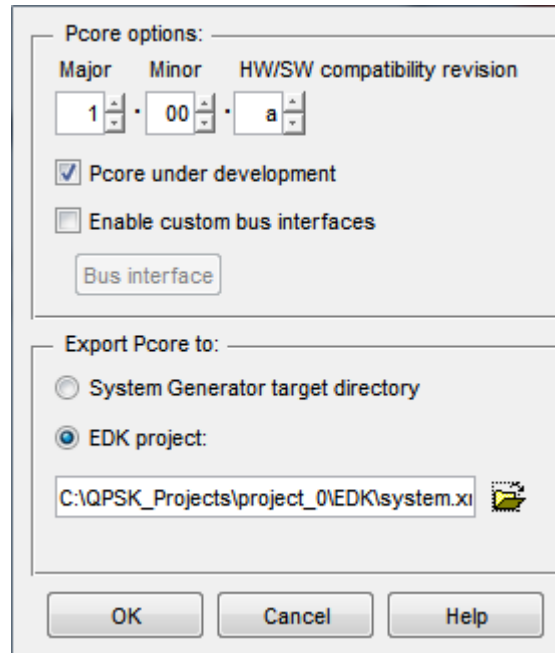 Pcore options:
Major Minor HW/SW compatibility revision
1 . 00 . a
Pcore under development
Enable custom bus interfaces
Bus interface
Export Pcore to:
System Generator target directory
EDK project:
C:\QPSK_Projects\project_0\EDK\system.x
OK Cancel Help